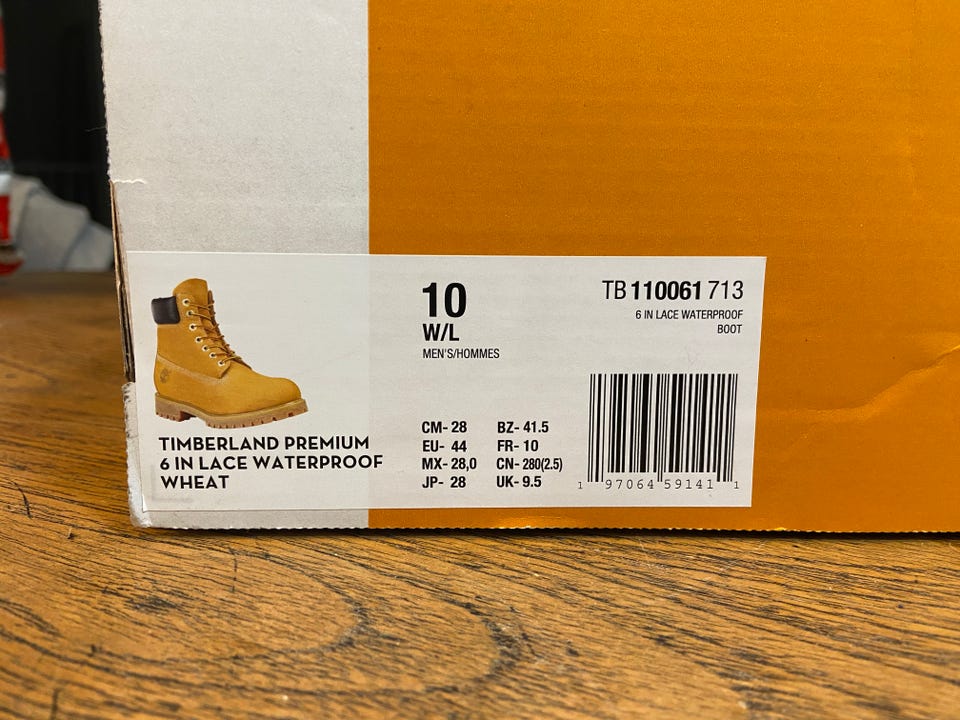 TIMBERLAND PREMIUM
6 IN LACE WATERPROOF
WHEAT
10
W/L
MEN'S/HOMMES
CM- 28 BZ- 41.5
EU- 44 FR- 10
MX- 28,0 CN- 280(2.5)
JP- 28 UK- 9.5
TB 110061 713
6 IN LACE WATERPROOF
BOOT
1 97064 59141 1